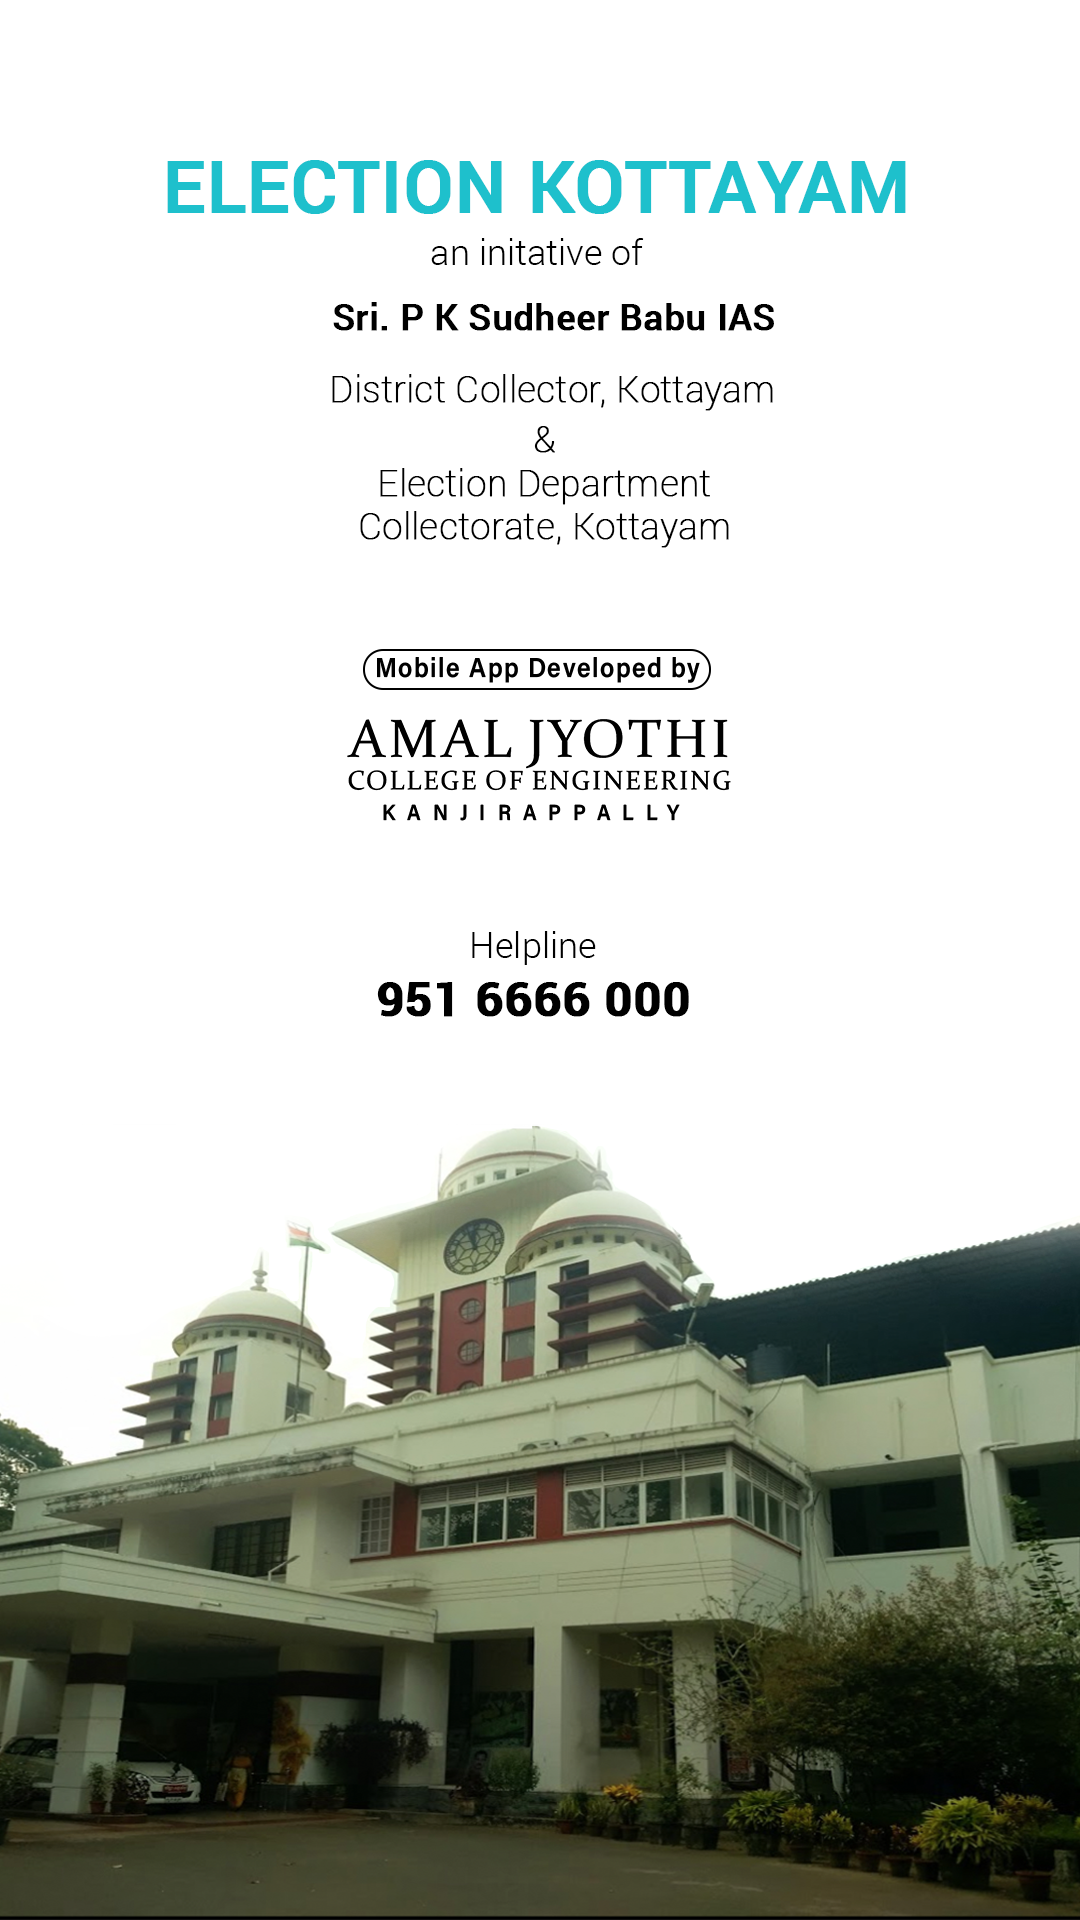 ELECTION KOTTAYAM
an initative of
Sri. P K Sudheer Babu IAS
District Collector, Kottayam
&
Election Department
Collectorate, Kottayam
Mobile App Developed by
AMAL JYOTHI
COLLEGE OF ENGINEERING
KANJIRAPPALLY
Helpline
951 6666 000